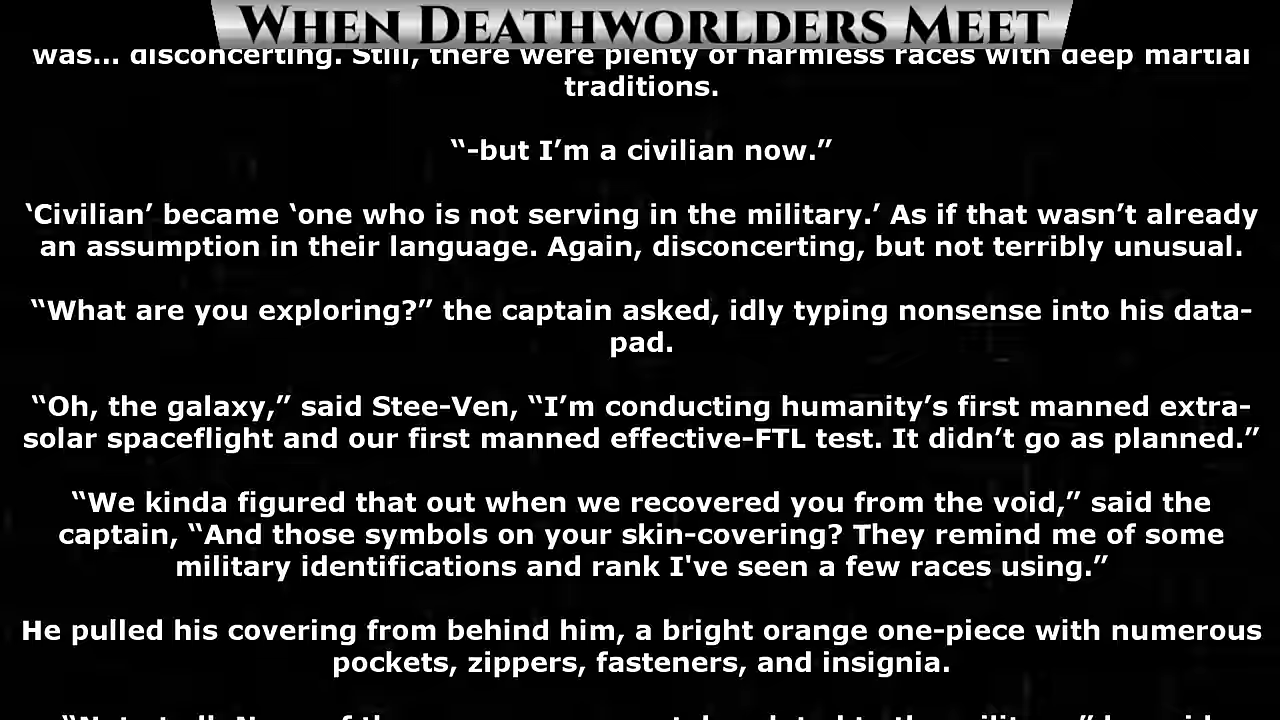 WHEN DEATHWORLDERS MEET
was... disconcerting. Still, there were plenty of harmless races with deep martial
traditions.
“-but I’m a civilian now.”
‘Civilian’ became ‘one who is not serving in the military.’ As if that wasn’t already
an assumption in their language. Again, disconcerting, but not terribly unusual.
“What are you exploring?” the captain asked, idly typing nonsense into his data-
pad.
“Oh, the galaxy,” said Stee-Ven, “I’m conducting humanity’s first manned extra-
solar spaceflight and our first manned effective-FTL test. It didn’t go as planned.”
“We kinda figured that out when we recovered you from the void,” said the
captain, “And those symbols on your skin-covering? They remind me of some
military identifications and rank I've seen a few races using.”
He pulled his covering from behind him, a bright orange one-piece with numerous
pockets, zippers, fasteners, and insignia.